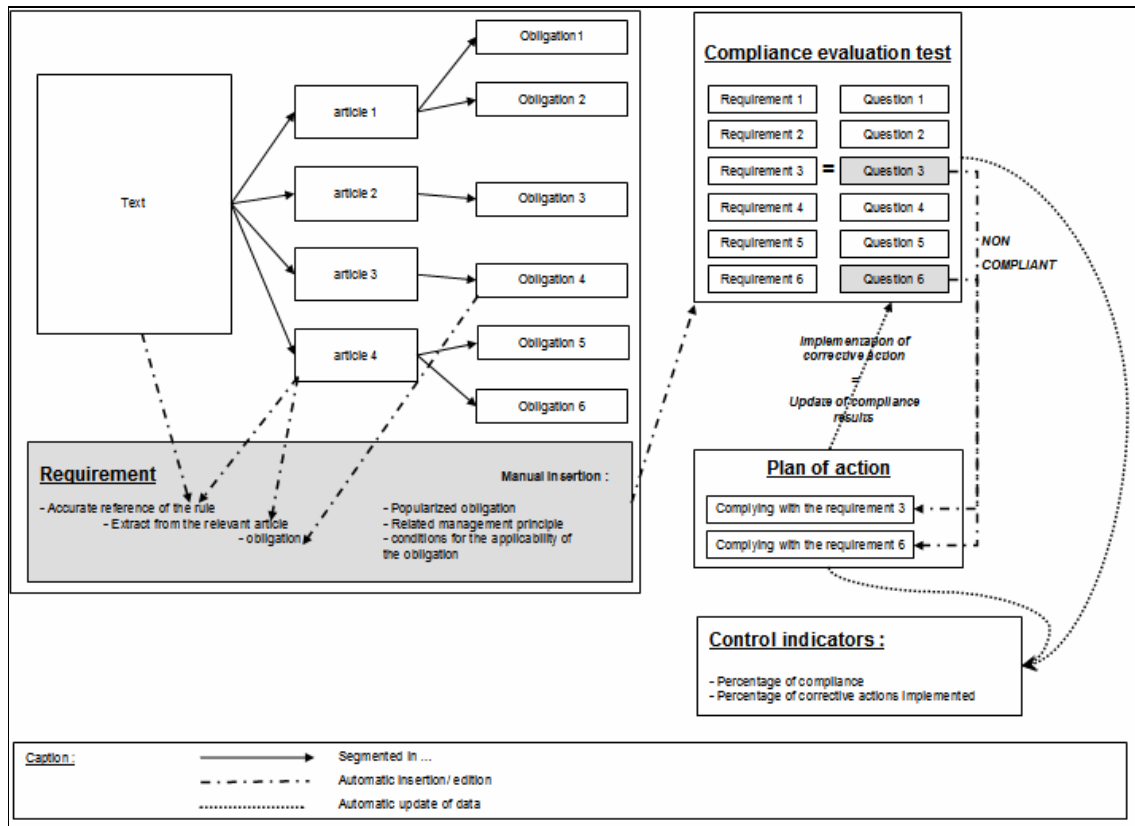 Text
article 1
article 2
article 3
article 4
Obligation 1
Obligation 2
Obligation 3
Obligation 4
Obligation 5
Obligation 6
Requirement
- Accurate reference of the rule
- Extract from the relevant article
- obligation
Manual insertion :
- Popularized obligation
- Related management principle
- conditions for the applicability of
the obligation
Compliance evaluation test
Requirement 1 Question 1
Requirement 2 Question 2
Requirement 3 = Question 3
Requirement 4 Question 4
Requirement 5 Question 5
Requirement 6 Question 6
NON
COMPLIANT
Implementation of
corrective action
=
Update of compliance
results
Plan of action
Complying with the requirement 3
Complying with the requirement 6
Control indicators :
- Percentage of compliance
- Percentage of corrective actions implemented
Caption :
Segmented in ...
Automatic insertion/ edition
Automatic update of data